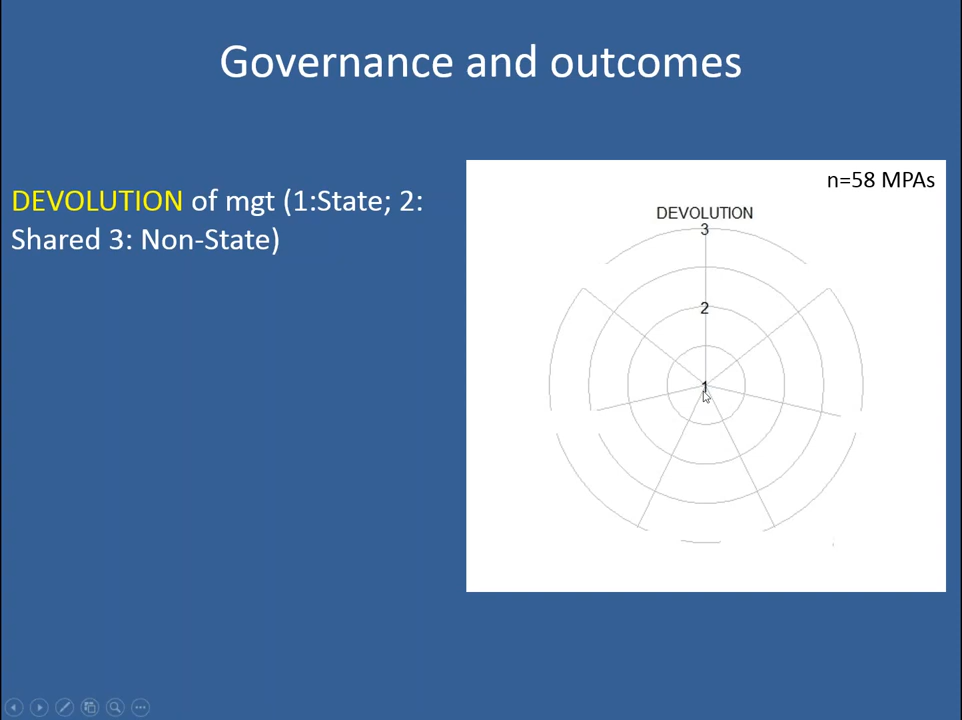 Governance and outcomes
DEVOLUTION of mgt (1:State; 2:
Shared 3: Non-State)
n=58 MPAs
DEVOLUTION
3
2
1